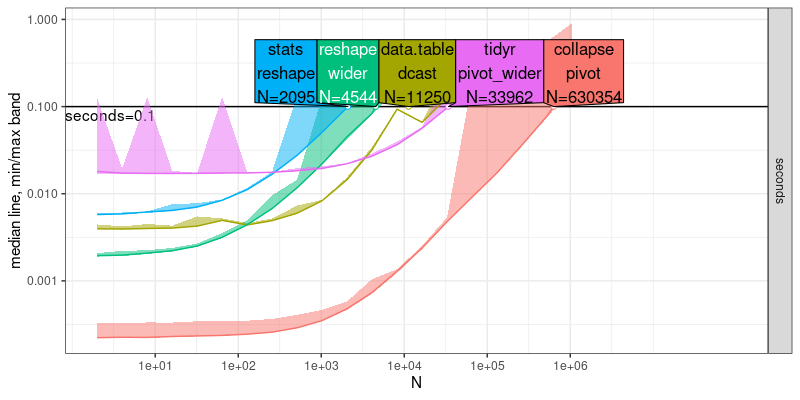 1.000
0.100
0.010
0.001
median line, min/max band
stats
reshape
N=2095
reshape
wider
N=4544
data.table
dcast
N=11250
tidyr
pivot_wider
N=33962
collapse
pivot
N=630354
seconds=0.1
seconds
1e+01
1e+02
1e+03
1e+04
1e+05
1e+06
N